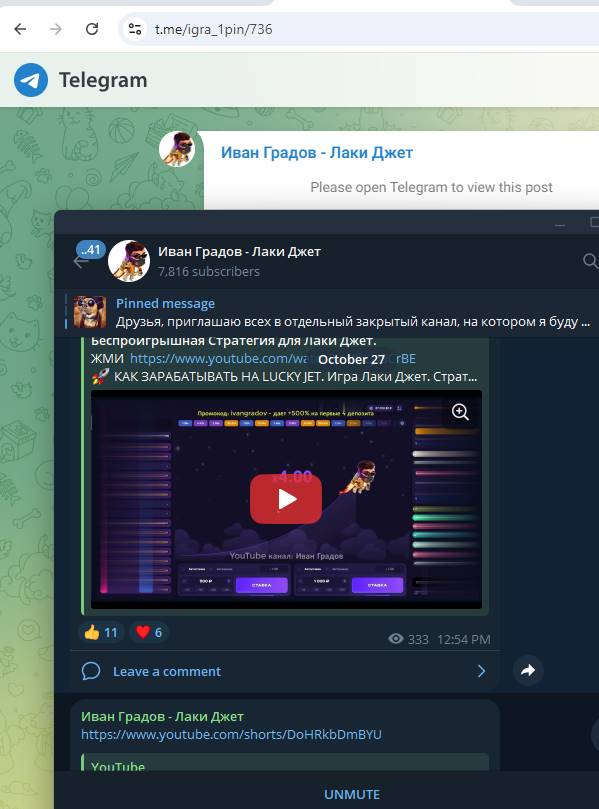 t.me/igra_1pin/736
Telegram
Иван Градов - Лаки Джет
Please open Telegram to view this post
..41
Иван Градов - Лаки Джет
7,816 subscribers
Pinned message
Друзья, приглашаю всех в отдельный закрытый канал, на котором я буду ...
Беспроигрышная Стратегия для Лаки Джет.
ЖМИ https://www.youtube.com/wat
October 27
CrBE
🚀 КАК ЗАРАБАТЫВАТЬ НА LUCKY JET. Игра Лаки Джет. Страт...
Промокод: ivangradov - дает +500% на первые 4 депозита
x4.00
YouTube канал: Иван Градов
СТАВКА
СТАВКА
👍 11 ❤️ 6
333 12:54 PM
Leave a comment
Иван Градов - Лаки Джет
https://www.youtube.com/shorts/DoHRkbDmBYU
YouTube
UNMUTE